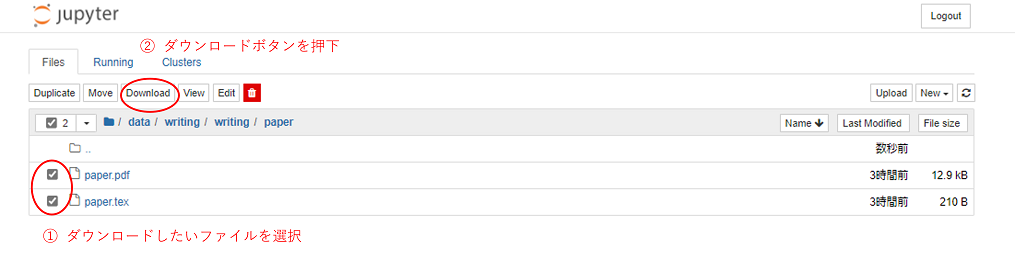 jupyter
Logout
② ダウンロードボタンを押下
Files Running Clusters
Duplicate Move Download View Edit Upload New
2 / data / writing / writing / paper Name Last Modified File size
.. 数秒前
paper.pdf 3時間前 12.9 kB
paper.tex 3時間前 210 B
① ダウンロードしたいファイルを選択